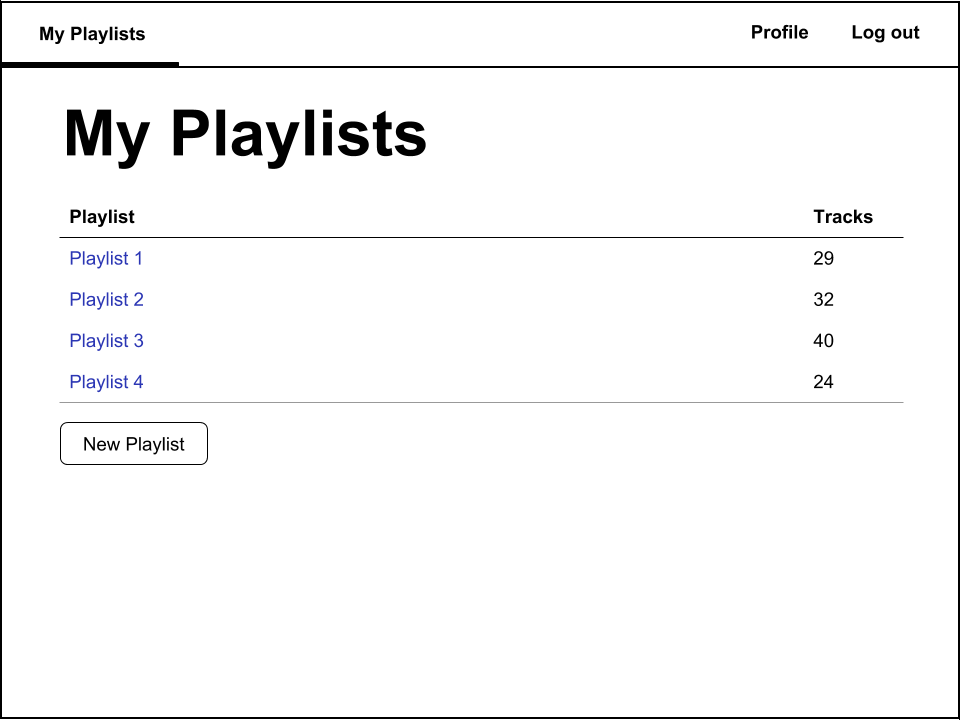 My Playlists Profile Log out
My Playlists
Playlist Tracks
Playlist 1 29
Playlist 2 32
Playlist 3 40
Playlist 4 24
New Playlist